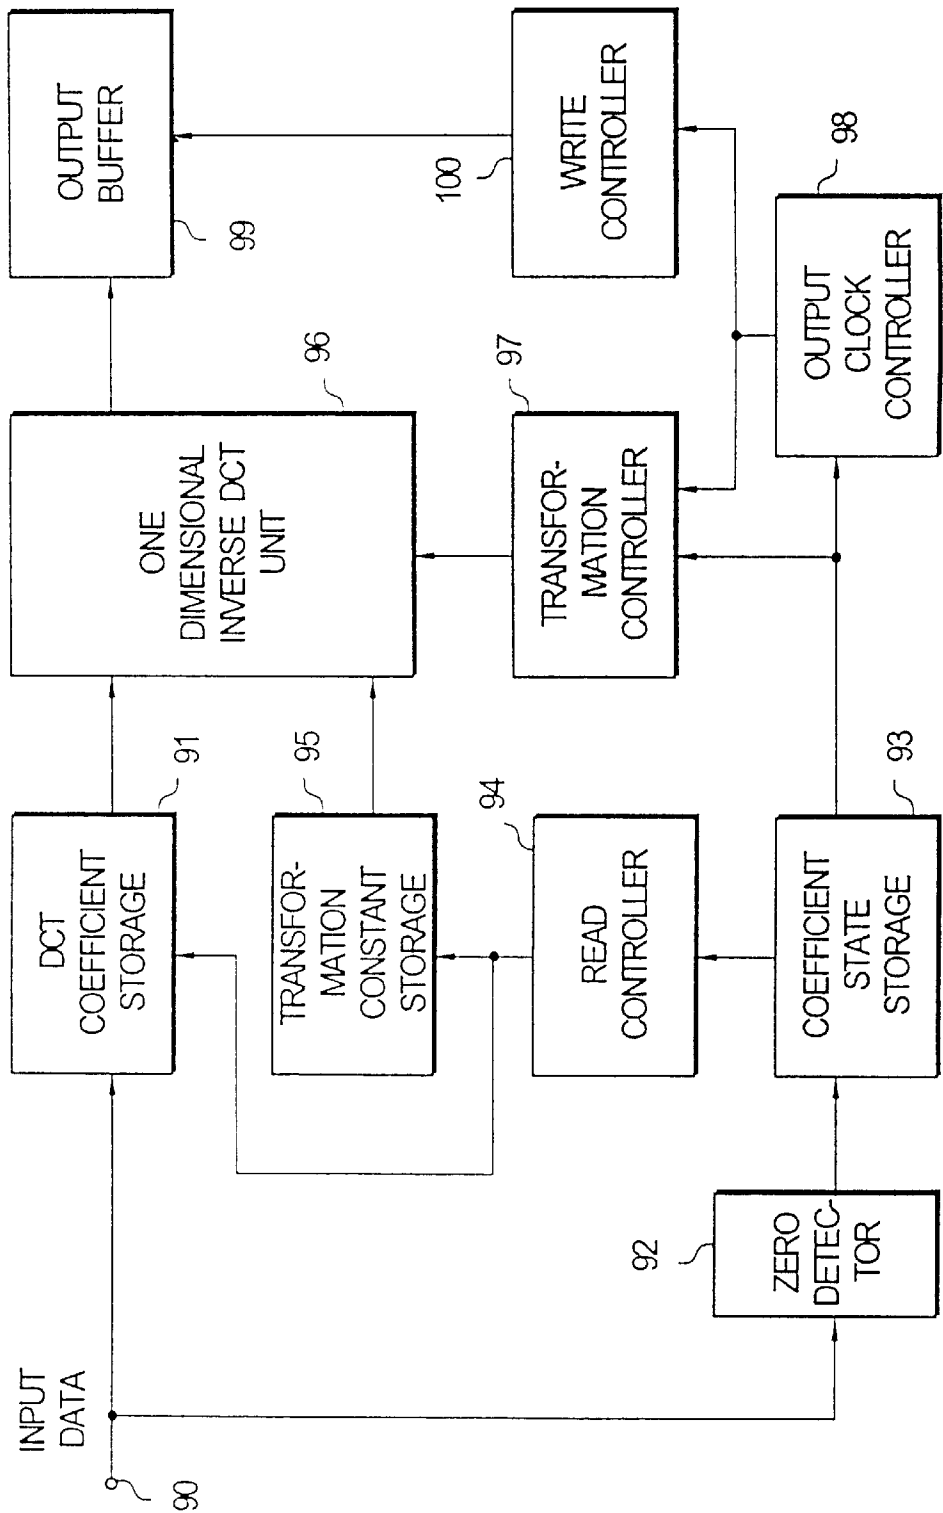 INPUT
DATA
90
DCT
COEFFICIENT
STORAGE
91
ONE
DIMENSIONAL
INVERSE DCT
UNIT
96
OUTPUT
BUFFER
99
TRANSFOR-
MATION
CONSTANT
STORAGE
95
READ
CONTROLLER
94
TRANSFOR-
MATION
CONTROLLER
97
WRITE
CONTROLLER
100
ZERO
DETEC-
TOR
92
COEFFICIENT
STATE
STORAGE
93
OUTPUT
CLOCK
CONTROLLER
98